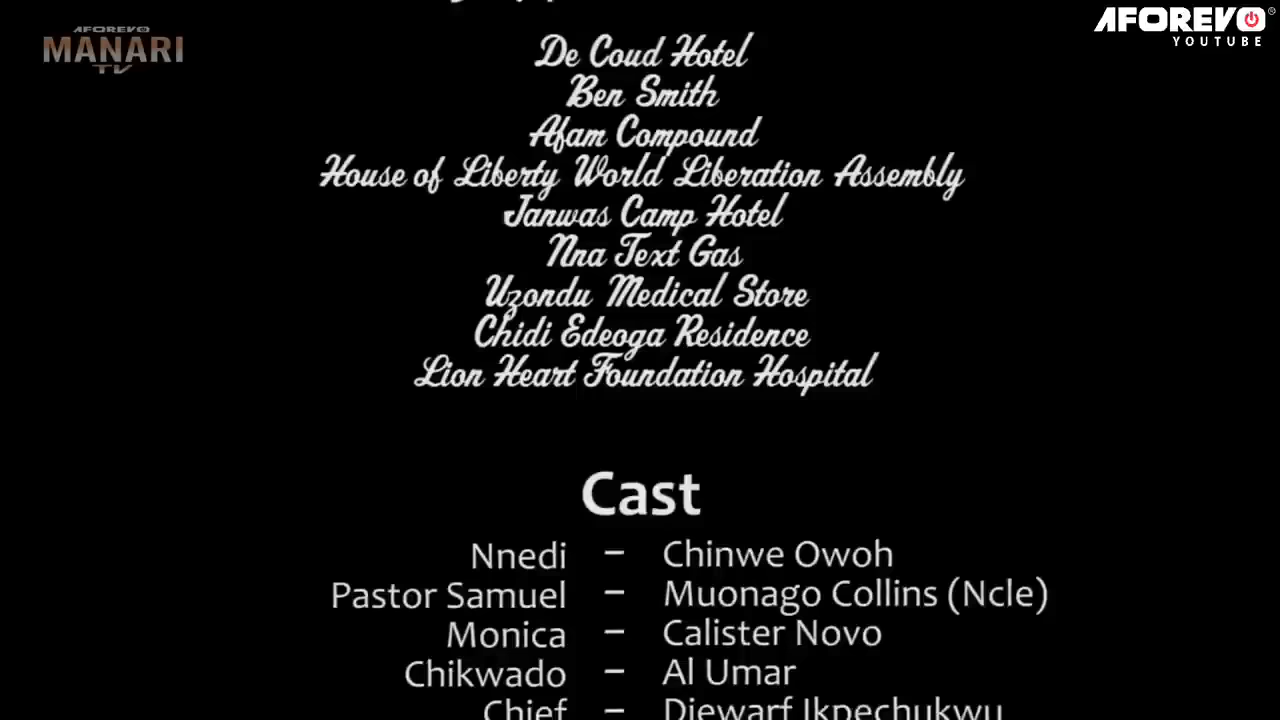 AFOREVO
MANARI
TV
AFOREVO
YOUTUBE
De Coud Hotel
Ben Smith
Afam Compound
House of Liberty World Liberation Assembly
Janwas Camp Hotel
Nna Text Gas
Uzondu Medical Store
Chidi Edeoga Residence
Lion Heart Foundation Hospital
Cast
Nnedi – Chinwe Owoh
Pastor Samuel – Muonago Collins (Ncle)
Monica – Calister Novo
Chikwado – Al Umar
Chief – Diewarf Ikpechukwu